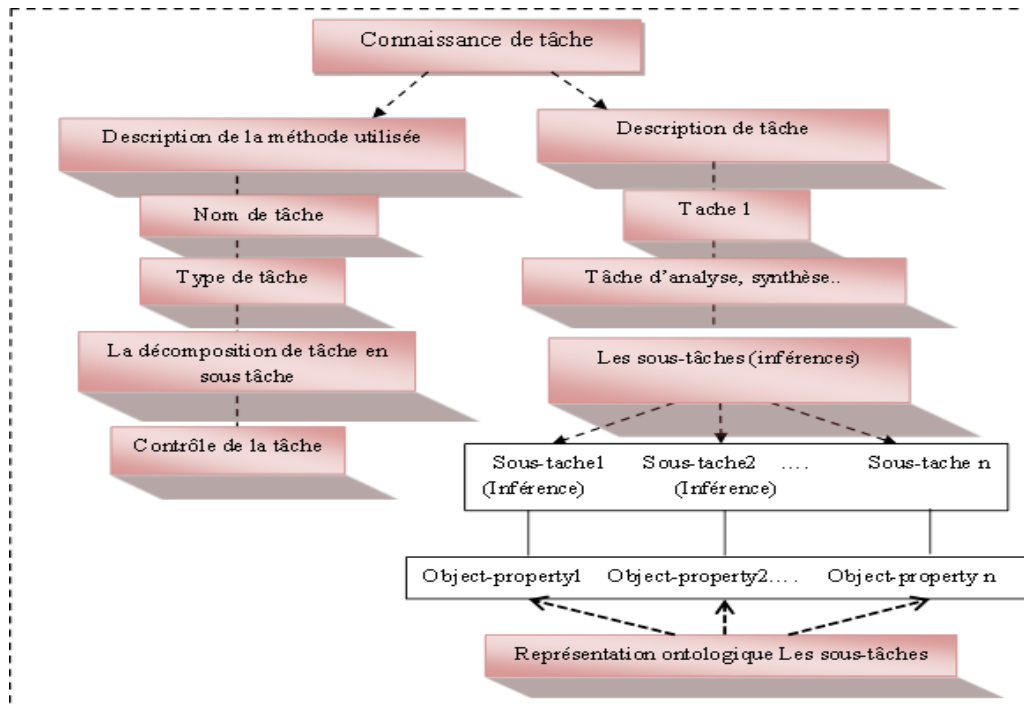 Connaissance de tâche
Description de la méthode utilisée
Description de tâche
Nom de tâche
Tache 1
Type de tâche
Tâche d'analyse, synthèse..
La décomposition de tâche en
sous tâche
Les sous-tâches (inférences)
Contrôle de la tâche
Sous-tache1 Sous-tache2 .... Sous-tache n
(Inférence) (Inférence)
Object-property1 Object-property2.... Object-property n
Représentation ontologique Les sous-tâches